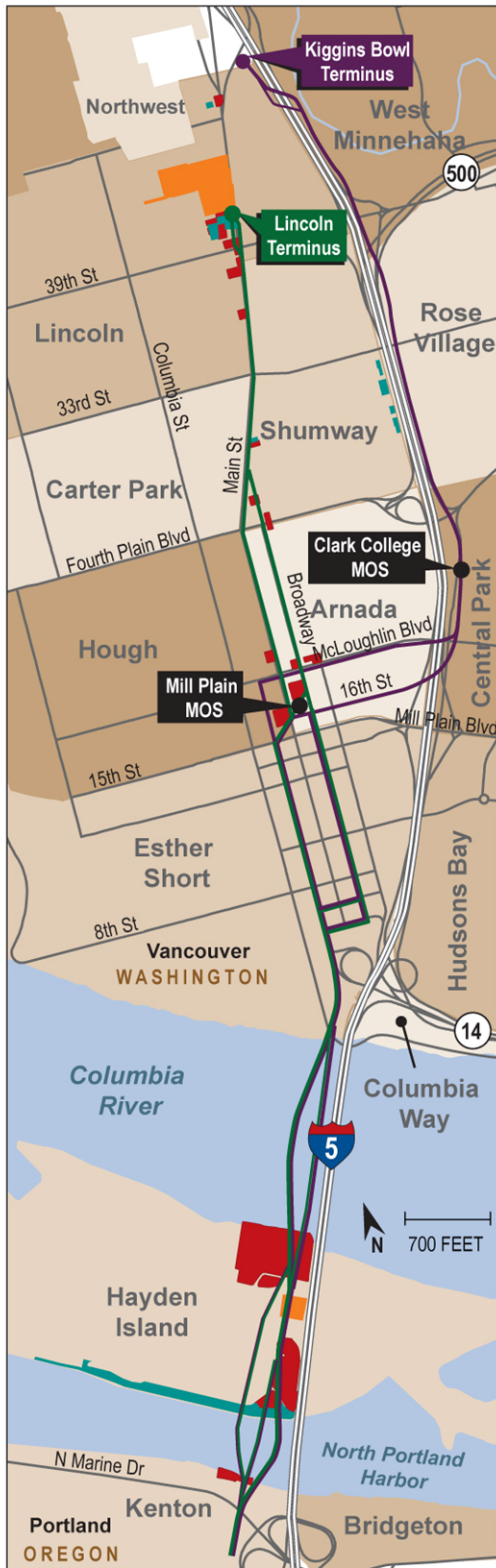 Kiggins Bowl
Terminus
Northwest
West
Minnehaha
500
Lincoln
Terminus
39th St
Lincoln
Columbia St
Rose
Village
33rd St
Main St
Shumway
Carter Park
Fourth Plain Blvd
Clark College
MOS
Broadway
Arnada
Central Park
Hough
McLoughlin Blvd
16th St
Mill Plain
MOS
Mill Plain Blvd
15th St
Esther
Short
8th St
Hudsons Bay
Vancouver
WASHINGTON
14
Columbia
River
Columbia
Way
5
N
700 FEET
Hayden
Island
N Marine Dr
North Portland
Harbor
Kenton
Portland
OREGON
Bridgeton